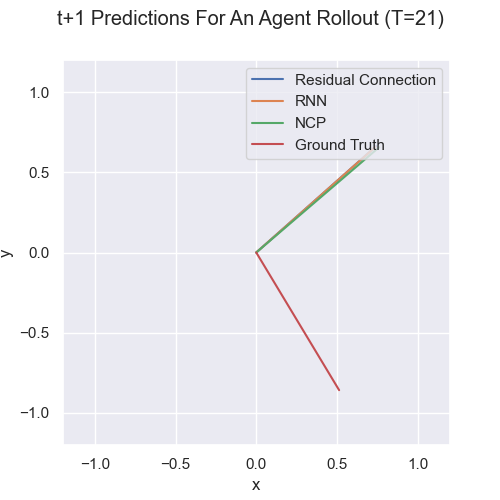 t+1 Predictions For An Agent Rollout (T=21)
Residual Connection
RNN
NCP
Ground Truth
1.0
0.5
0.0
−0.5
−1.0
y
−1.0 −0.5 0.0 0.5 1.0
x